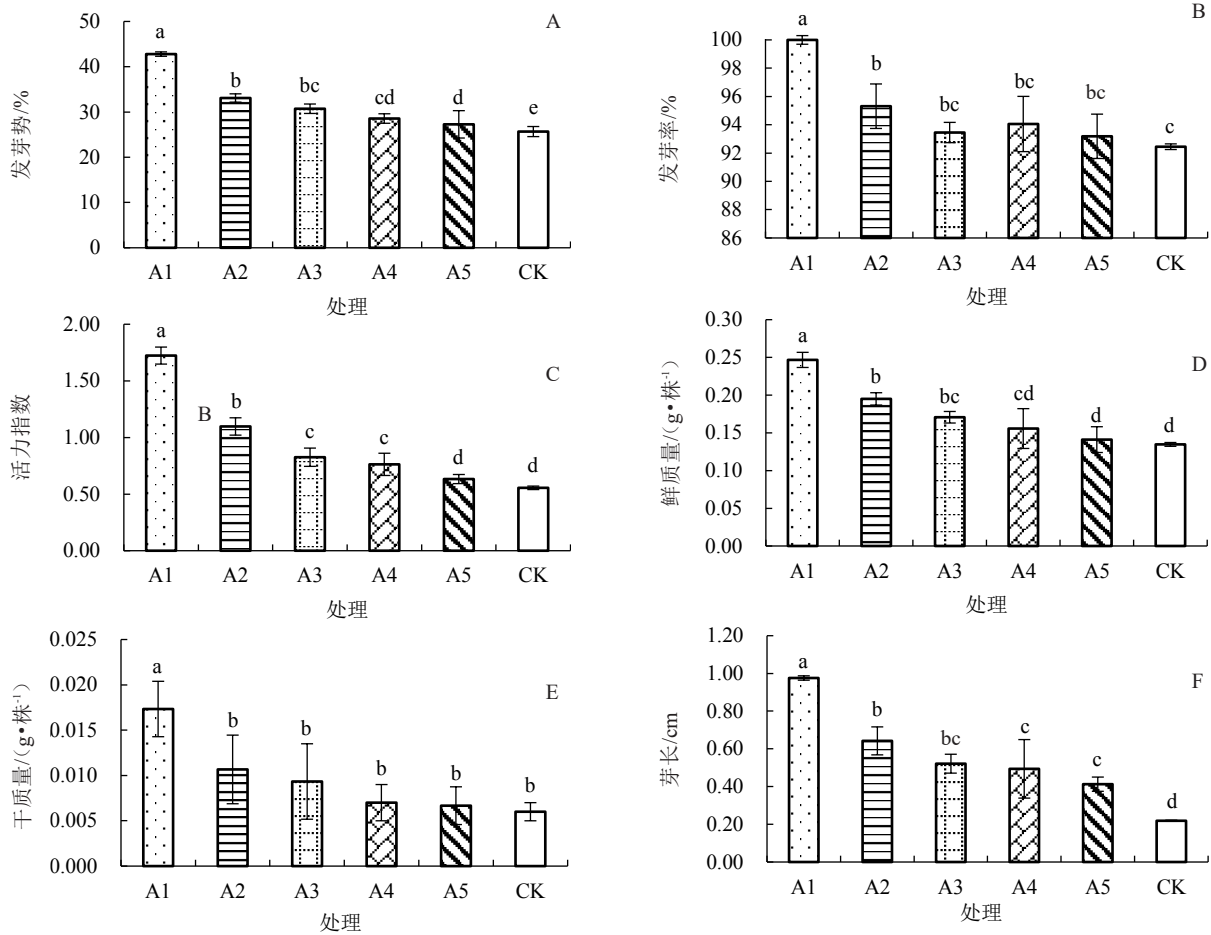 A
发芽势/%
50
40
30
20
10
0
a
b
bc
cd
d
e
A1 A2 A3 A4 A5 CK
处理
B
发芽率/%
100
98
96
94
92
90
88
86
a
b
bc
bc
bc
c
A1 A2 A3 A4 A5 CK
处理
C
B
活力指数
2.00
1.50
1.00
0.50
0.00
a
b
c
c
d
d
A1 A2 A3 A4 A5 CK
处理
D
鲜质量/(g•株⁻¹)
0.30
0.25
0.20
0.15
0.10
0.05
0.00
a
b
bc
cd
d
d
A1 A2 A3 A4 A5 CK
处理
E
干质量/(g•株⁻¹)
0.025
0.020
0.015
0.010
0.005
0.000
a
b
b
b
b
b
A1 A2 A3 A4 A5 CK
处理
F
芽长/cm
1.20
1.00
0.80
0.60
0.40
0.20
0.00
a
b
bc
c
c
d
A1 A2 A3 A4 A5 CK
处理